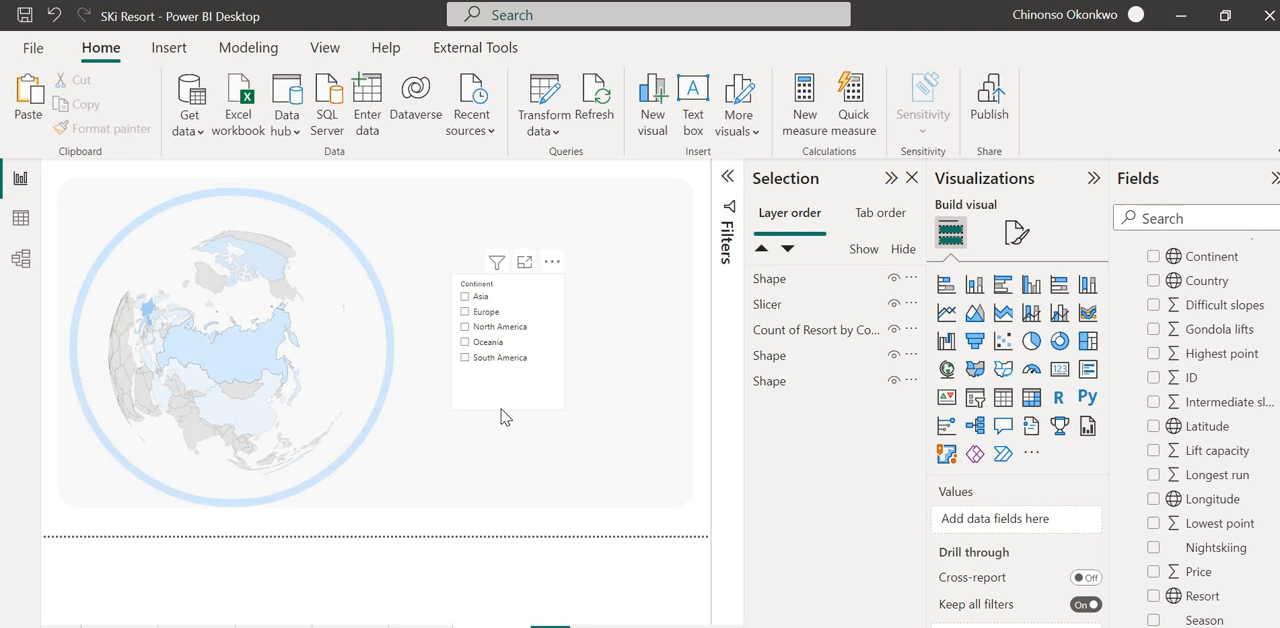 SKi Resort - Power BI Desktop
Search
Chinonso Okonkwo
File Home Insert Modeling View Help External Tools
Paste
Cut
Copy
Format painter
Clipboard
Get data
Excel workbook
Data hub
SQL Server
Enter data
Dataverse
Recent sources
Data
Transform data
Refresh
Queries
New visual
Text box
More visuals
Insert
New measure
Quick measure
Calculations
Sensitivity
Sensitivity
Publish
Share
Continent
Asia
Europe
North America
Oceania
South America
Filters
Selection
Layer order Tab order
Show Hide
Shape
Slicer
Count of Resort by Co...
Shape
Shape
Visualizations
Build visual
123
R Py
Values
Add data fields here
Drill through
Cross-report Off
Keep all filters On
Fields
Search
Continent
Country
Difficult slopes
Gondola lifts
Highest point
ID
Intermediate sl...
Latitude
Lift capacity
Longest run
Longitude
Lowest point
Nightskiing
Price
Resort
Season